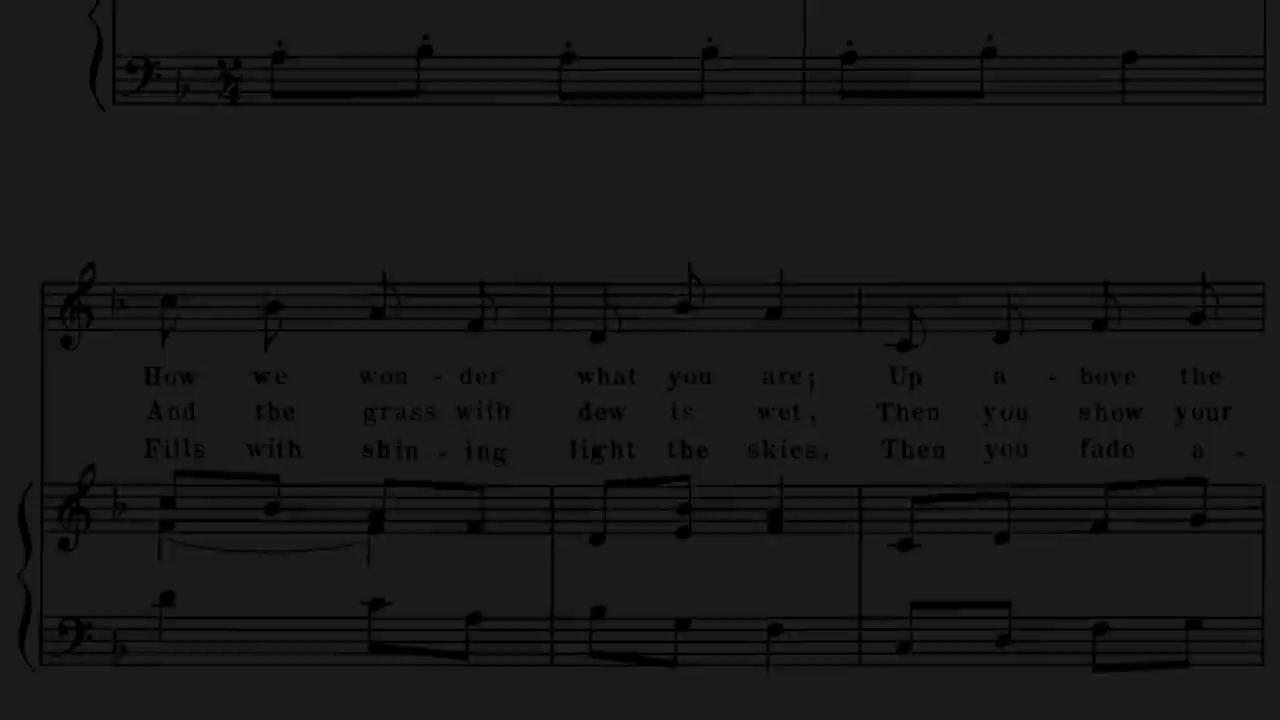 How we won - der what you are; Up a - bove the
And the grass with dew is wet, Then you show your
Fills with shin - ing light the skies, Then you fade a -